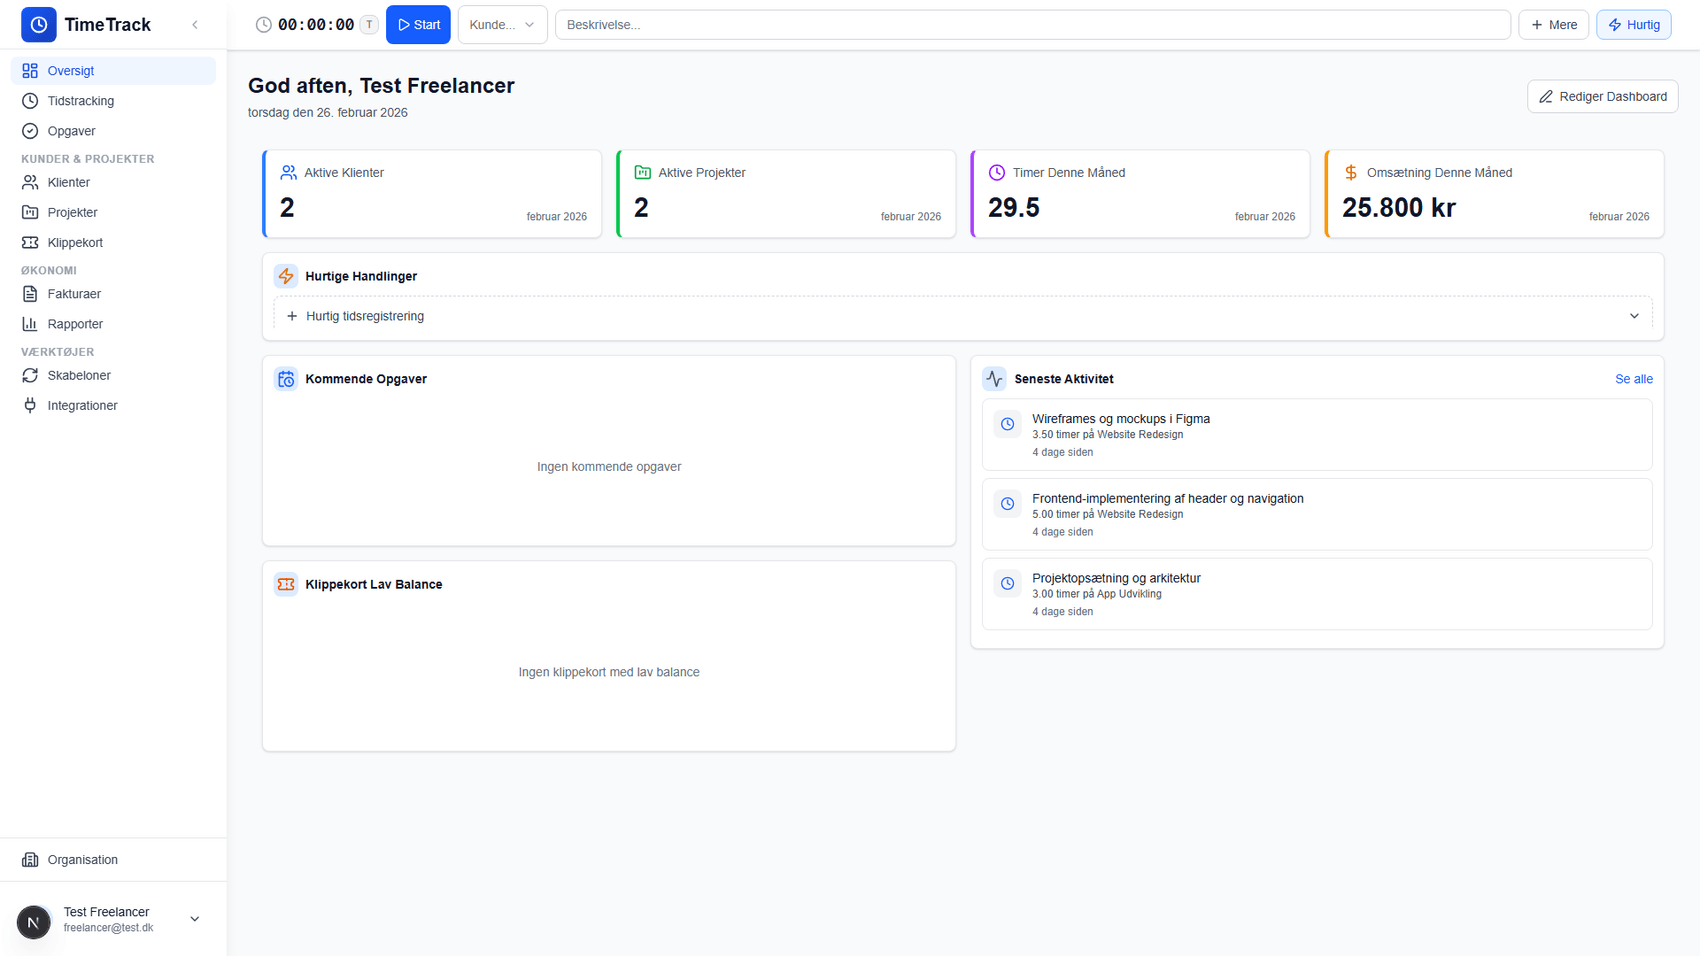 TimeTrack
00:00:00 T
Start
Kunde...
Beskrivelse...
Mere
Hurtig
Oversigt
Tidstracking
Opgaver
KUNDER & PROJEKTER
Klienter
Projekter
Klippekort
ØKONOMI
Fakturaer
Rapporter
VÆRKTØJER
Skabeloner
Integrationer
Organisation
N
Test Freelancer
freelancer@test.dk
God aften, Test Freelancer
torsdag den 26. februar 2026
Rediger Dashboard
Aktive Klienter
2
februar 2026
Aktive Projekter
2
februar 2026
Timer Denne Måned
29.5
februar 2026
Omsætning Denne Måned
25.800 kr
februar 2026
Hurtige Handlinger
Hurtig tidsregistrering
Kommende Opgaver
Ingen kommende opgaver
Klippekort Lav Balance
Ingen klippekort med lav balance
Seneste Aktivitet
Se alle
Wireframes og mockups i Figma
3.50 timer på Website Redesign
4 dage siden
Frontend-implementering af header og navigation
5.00 timer på Website Redesign
4 dage siden
Projektopsætning og arkitektur
3.00 timer på App Udvikling
4 dage siden